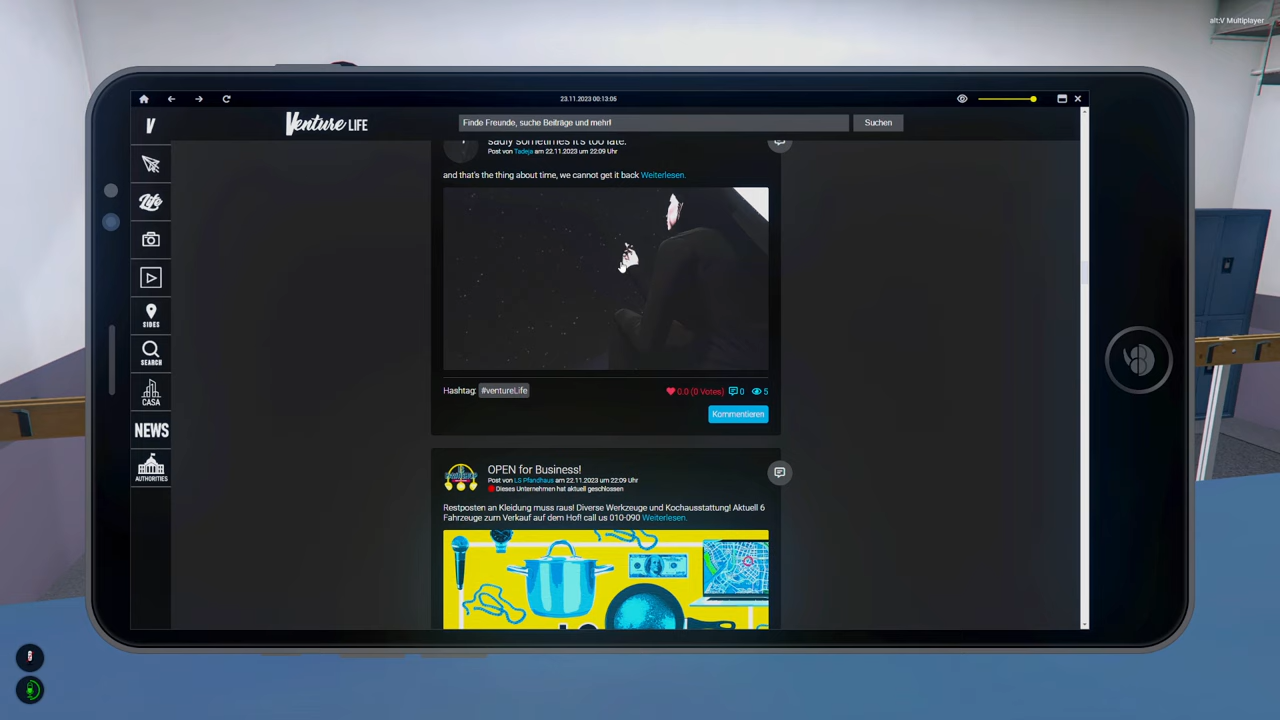 alt:V Multiplayer
23.11.2023 00:13:05
V
Venture LIFE
Finde Freunde, suche Beiträge und mehr!
Suchen
Life
SIDES
SEARCH
CASA
NEWS
AUTHORITIES
sadly sometimes it's too late.
Post von Tadeja am 22.11.2023 um 22:09 Uhr
and that's the thing about time, we cannot get it back Weiterlesen.
Hashtag: #ventureLife
0.0 (0 Votes) 0 5
Kommentieren
OPEN for Business!
Post von LS Pfandhaus am 22.11.2023 um 22:09 Uhr
Dieses Unternehmen hat aktuell geschlossen
Restposten an Kleidung muss raus! Diverse Werkzeuge und Kochausstattung! Aktuell 6
Fahrzeuge zum Verkauf auf dem Hof! call us 010-090 Weiterlesen.